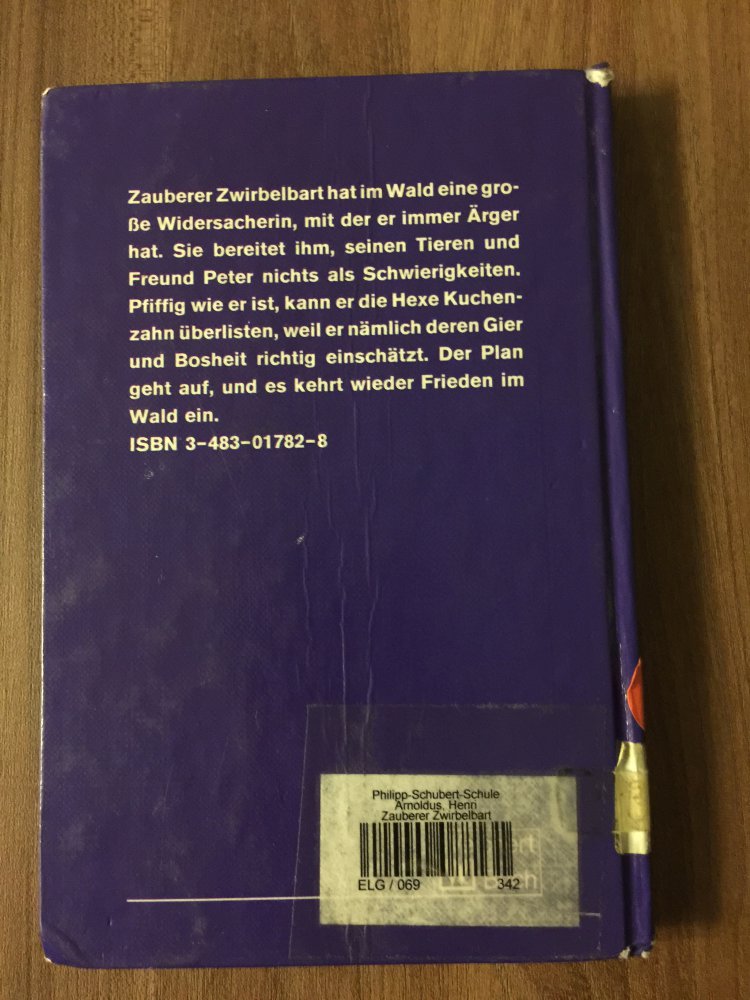 Zauberer Zwirbelbart hat im Wald eine gro-
ße Widersacherin, mit der er immer Ärger
hat. Sie bereitet ihm, seinen Tieren und
Freund Peter nichts als Schwierigkeiten.
Pfiffig wie er ist, kann er die Hexe Kuchen-
zahn überlisten, weil er nämlich deren Gier
und Bosheit richtig einschätzt. Der Plan
geht auf, und es kehrt wieder Frieden im
Wald ein.
ISBN 3-483-01782-8
Philipp-Schubert-Schule
Arnoldus, Henri
Zauberer Zwirbelbart
ELG / 069 342